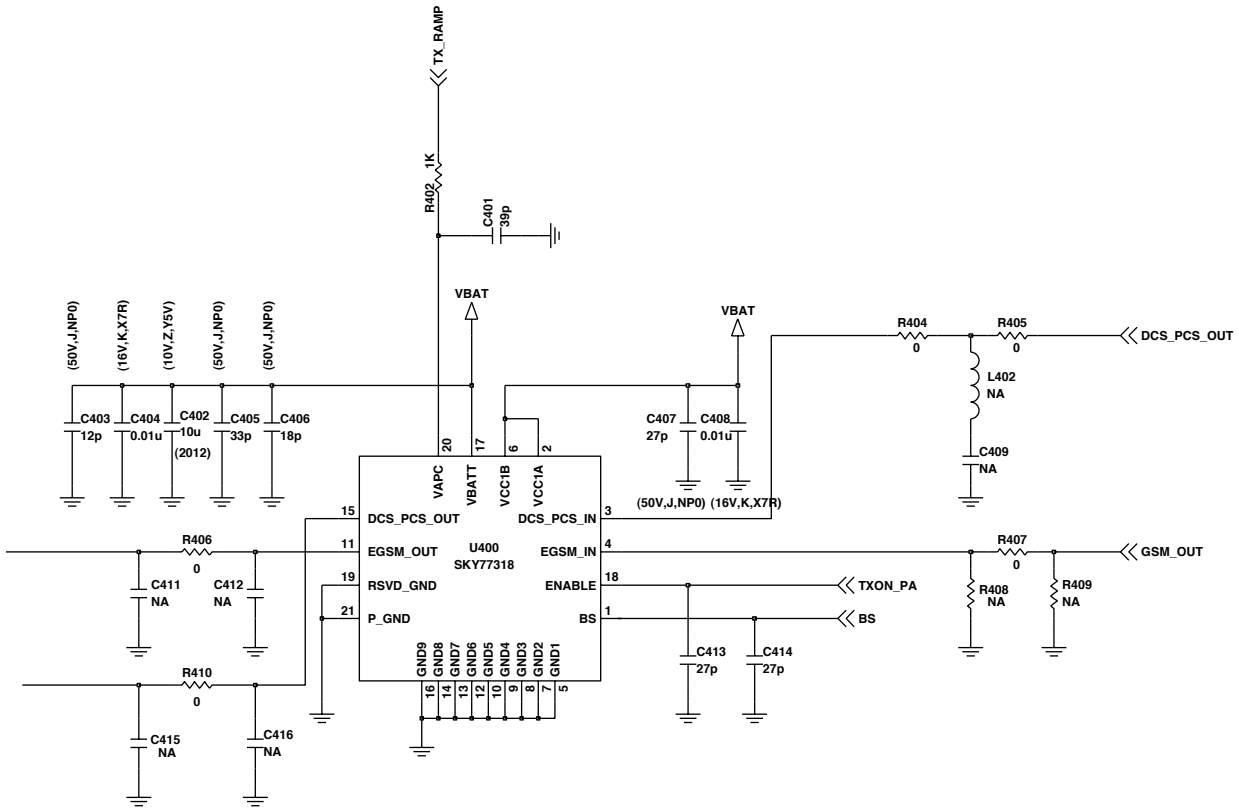 TX_RAMP
1K
R402
C401
39p
(50V,J,NP0)
(16V,K,X7R)
(10V,Z,Y5V)
(50V,J,NP0)
(50V,J,NP0)
VBAT
VBAT
R404
0
R405
0
DCS_PCS_OUT
L402
NA
C403
12p
C404
0.01u
C402
10u
(2012)
C405
33p
C406
18p
C407
27p
C408
0.01u
C409
NA
20
17
6
2
VAPC
VBATT
VCC1B
VCC1A
(50V,J,NP0) (16V,K,X7R)
15
DCS_PCS_OUT
DCS_PCS_IN
3
R406
0
11
EGSM_OUT
U400
SKY77318
EGSM_IN
4
R407
0
GSM_OUT
C411
NA
C412
NA
19
RSVD_GND
ENABLE
18
TXON_PA
R408
NA
R409
NA
21
P_GND
BS
1
BS
GND9
GND8
GND7
GND6
GND5
GND4
GND3
GND2
GND1
C413
27p
C414
27p
R410
0
16
14
13
12
10
9
8
7
5
C415
NA
C416
NA